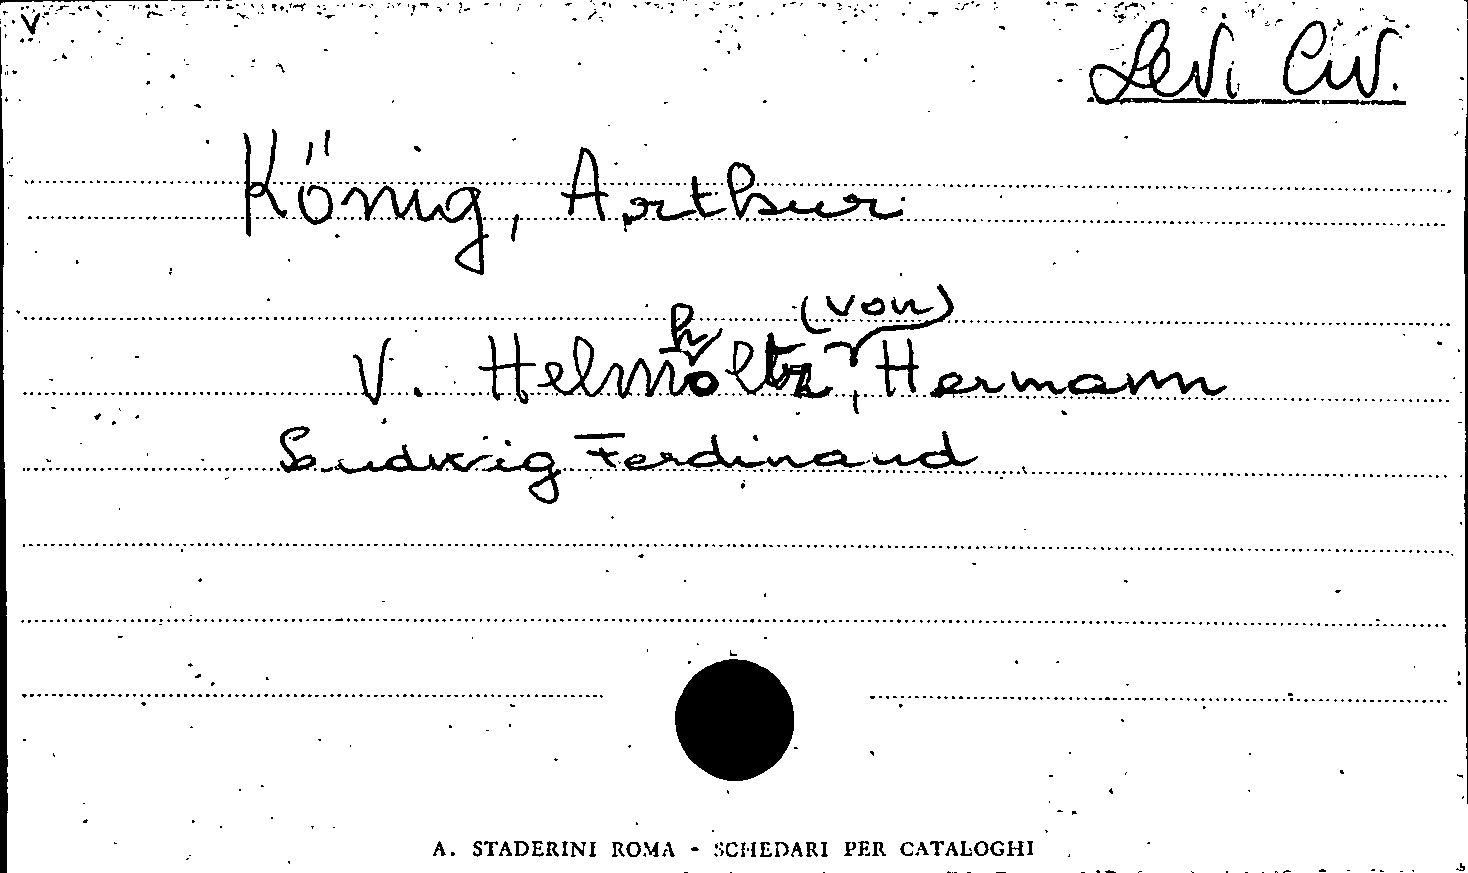 V
Levi Civ.
König, Arthur
V. Helmholtz, (von) Hermann
Ludwig Ferdinand
A. STADERINI ROMA - SCHEDARI PER CATALOGHI